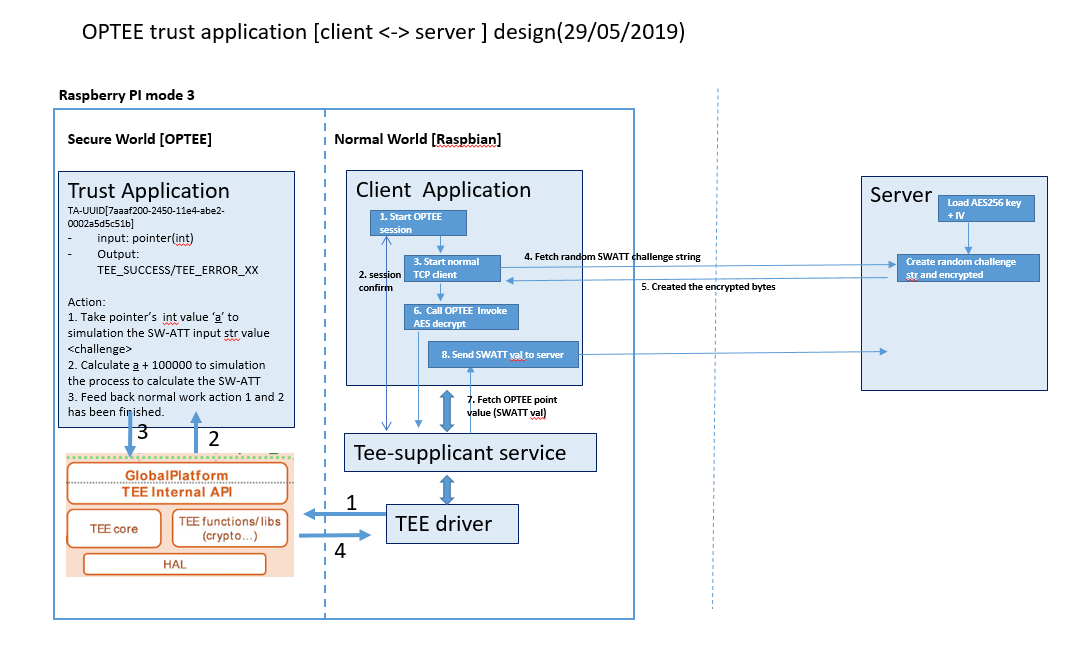 OPTEE trust application [client <-> server ] design(29/05/2019)
Raspberry PI mode 3
Secure World [OPTEE]
Normal World [Raspbian]
Trust Application
TA-UUID[7aaaf200-2450-11e4-abe2-
0002a5d5c51b]
- input: pointer(int)
- Output:
TEE_SUCCESS/TEE_ERROR_XX
Action:
1. Take pointer's int value 'a' to
simulation the SW-ATT input str value
<challenge>
2. Calculate a + 100000 to simulation
the process to calculate the SW-ATT
3. Feed back normal work action 1 and 2
has been finished.
3
2
GlobalPlatform
TEE Internal API
TEE core
TEE functions/libs
(crypto...)
HAL
Client Application
1. Start OPTEE
session
2. session
confirm
3. Start normal
TCP client
4. Fetch random SWATT challenge string
5. Created the encrypted bytes
6. Call OPTEE Invoke
AES decrypt
8. Send SWATT val to server
7. Fetch OPTEE point
value (SWATT val)
Tee-supplicant service
TEE driver
1
4
Server
Load AES256 key
+ IV
Create random challenge
str and encrypted